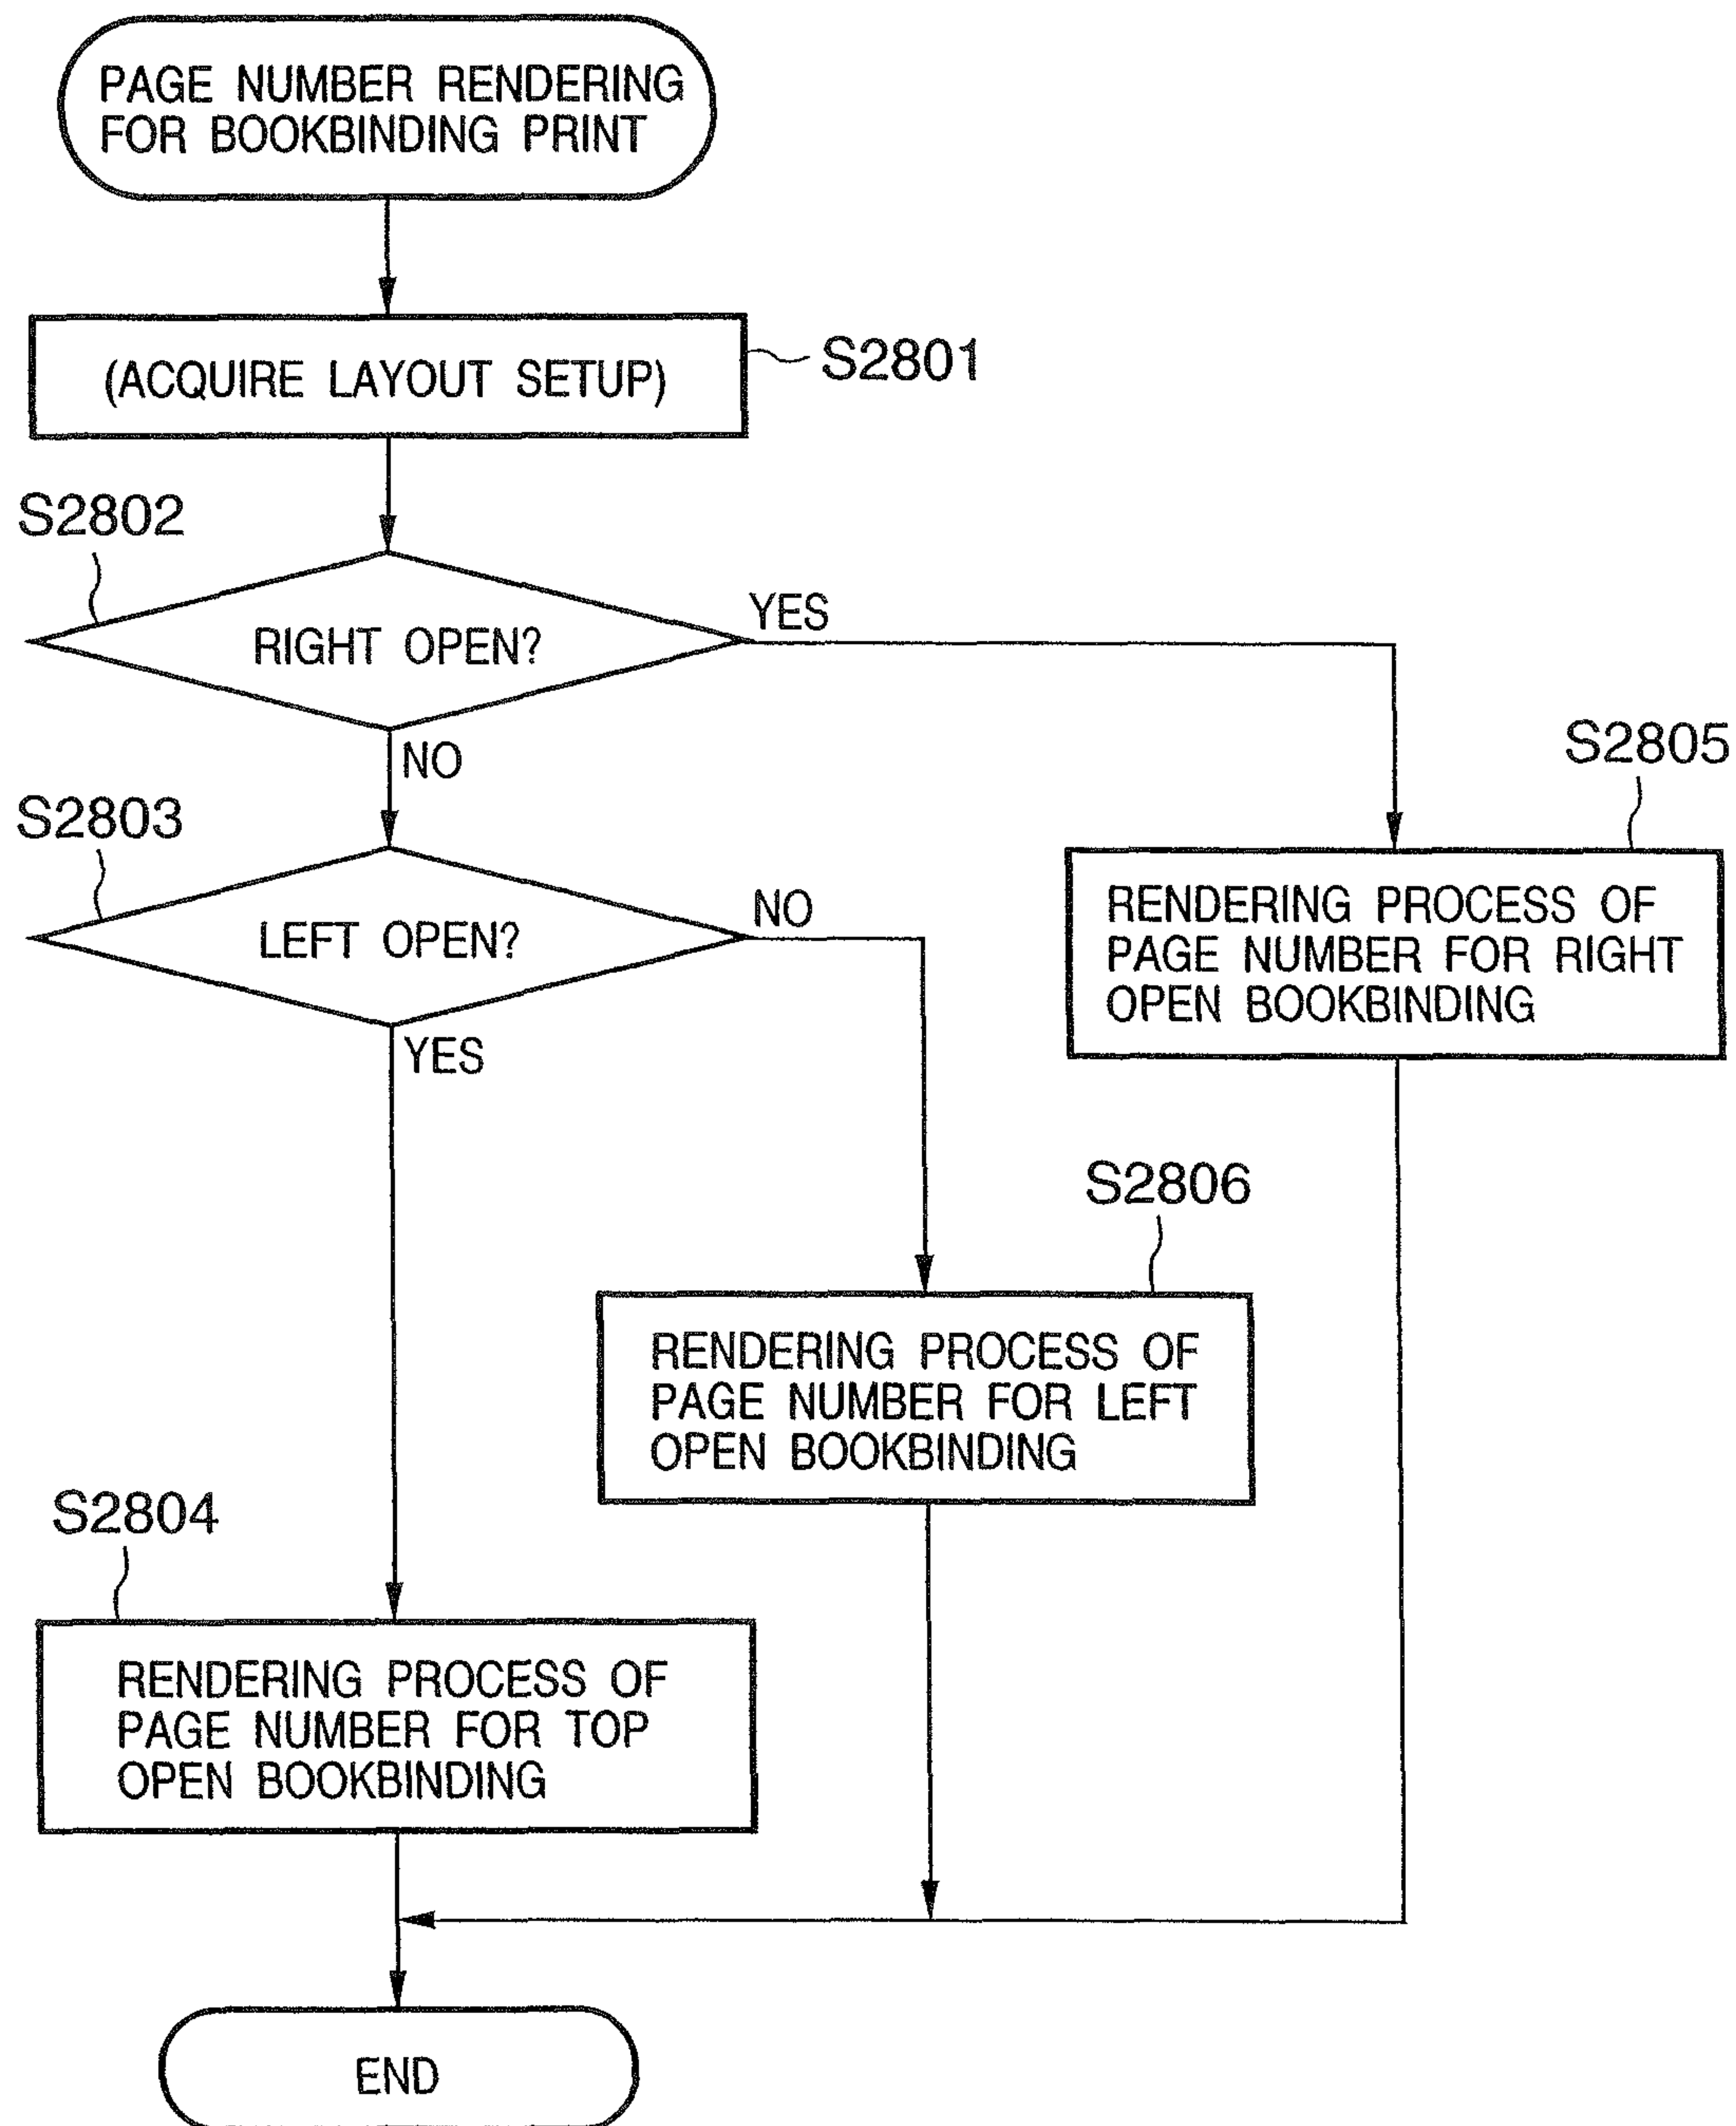 PAGE NUMBER RENDERING
FOR BOOKBINDING PRINT
(ACQUIRE LAYOUT SETUP)
S2801
S2802
RIGHT OPEN?
YES
NO
S2803
LEFT OPEN?
NO
YES
S2805
RENDERING PROCESS OF
PAGE NUMBER FOR RIGHT
OPEN BOOKBINDING
S2806
RENDERING PROCESS OF
PAGE NUMBER FOR LEFT
OPEN BOOKBINDING
S2804
RENDERING PROCESS OF
PAGE NUMBER FOR TOP
OPEN BOOKBINDING
END